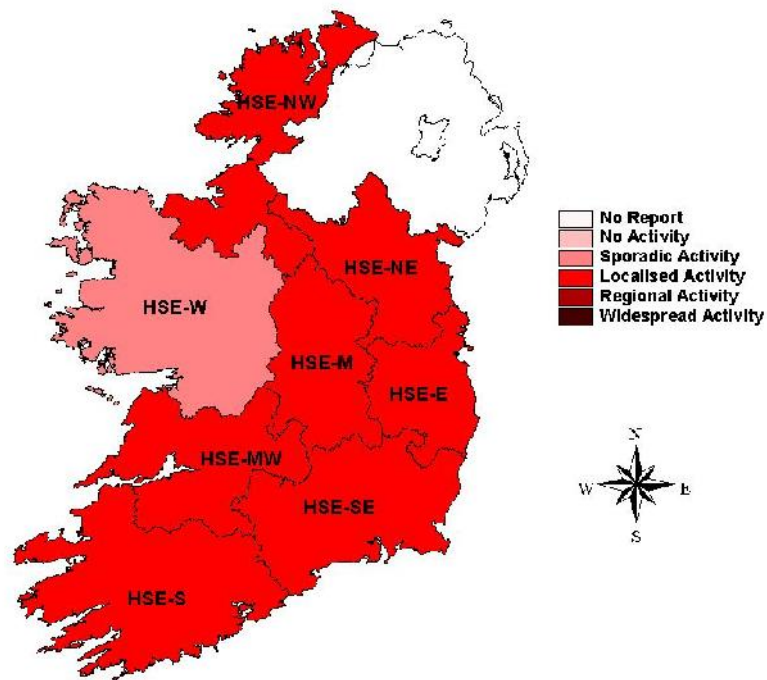 HSE-NW
No Report
No Activity
Sporadic Activity
HSE-NE
Localised Activity
Regional Activity
HSE-W
Widespread Activity
HSE-M
HSE-E
N
HSE-MW
W E
HSE-SE
S
HSE-S